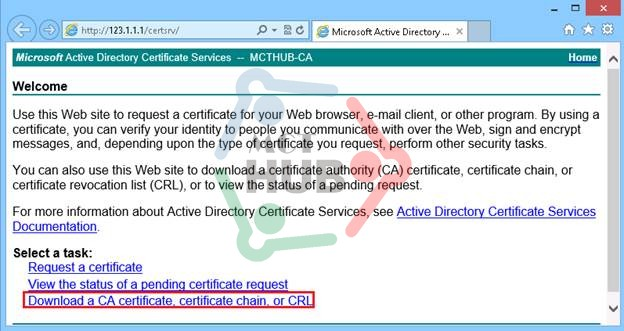 http://123.1.1.1/certsrv/
Microsoft Active Directory ...
Microsoft Active Directory Certificate Services -- MCTHUB-CA
Home
Welcome
Use this Web site to request a certificate for your Web browser, e-mail client, or other program. By using a
certificate, you can verify your identity to people you communicate with over the Web, sign and encrypt
messages, and, depending upon the type of certificate you request, perform other security tasks.
You can also use this Web site to download a certificate authority (CA) certificate, certificate chain, or
certificate revocation list (CRL), or to view the status of a pending request.
For more information about Active Directory Certificate Services, see Active Directory Certificate Services
Documentation.
Select a task:
Request a certificate
View the status of a pending certificate request
Download a CA certificate, certificate chain, or CRL
MCT
HUB